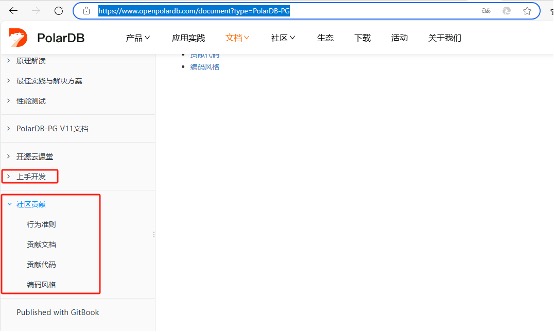 https://www.openpolardb.com/document?type=PolarDB-PG
PolarDB 产品 应用实践 文档 社区 生态 下载 活动 关于我们
原理解读
贡献代码
编码风格
最佳实践与解决方案
性能测试
PolarDB-PG V11文档
开源云课堂
上手开发
社区贡献
行为准则
贡献文档
贡献代码
编码风格
Published with GitBook